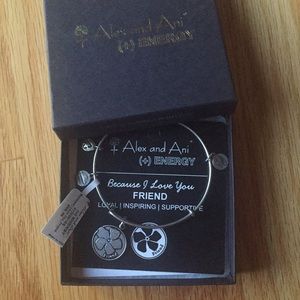 Alex and Ani
(+) ENERGY
Alex and Ani
(+) ENERGY
Because I Love You
FRIEND
LOYAL | INSPIRING | SUPPORTIVE